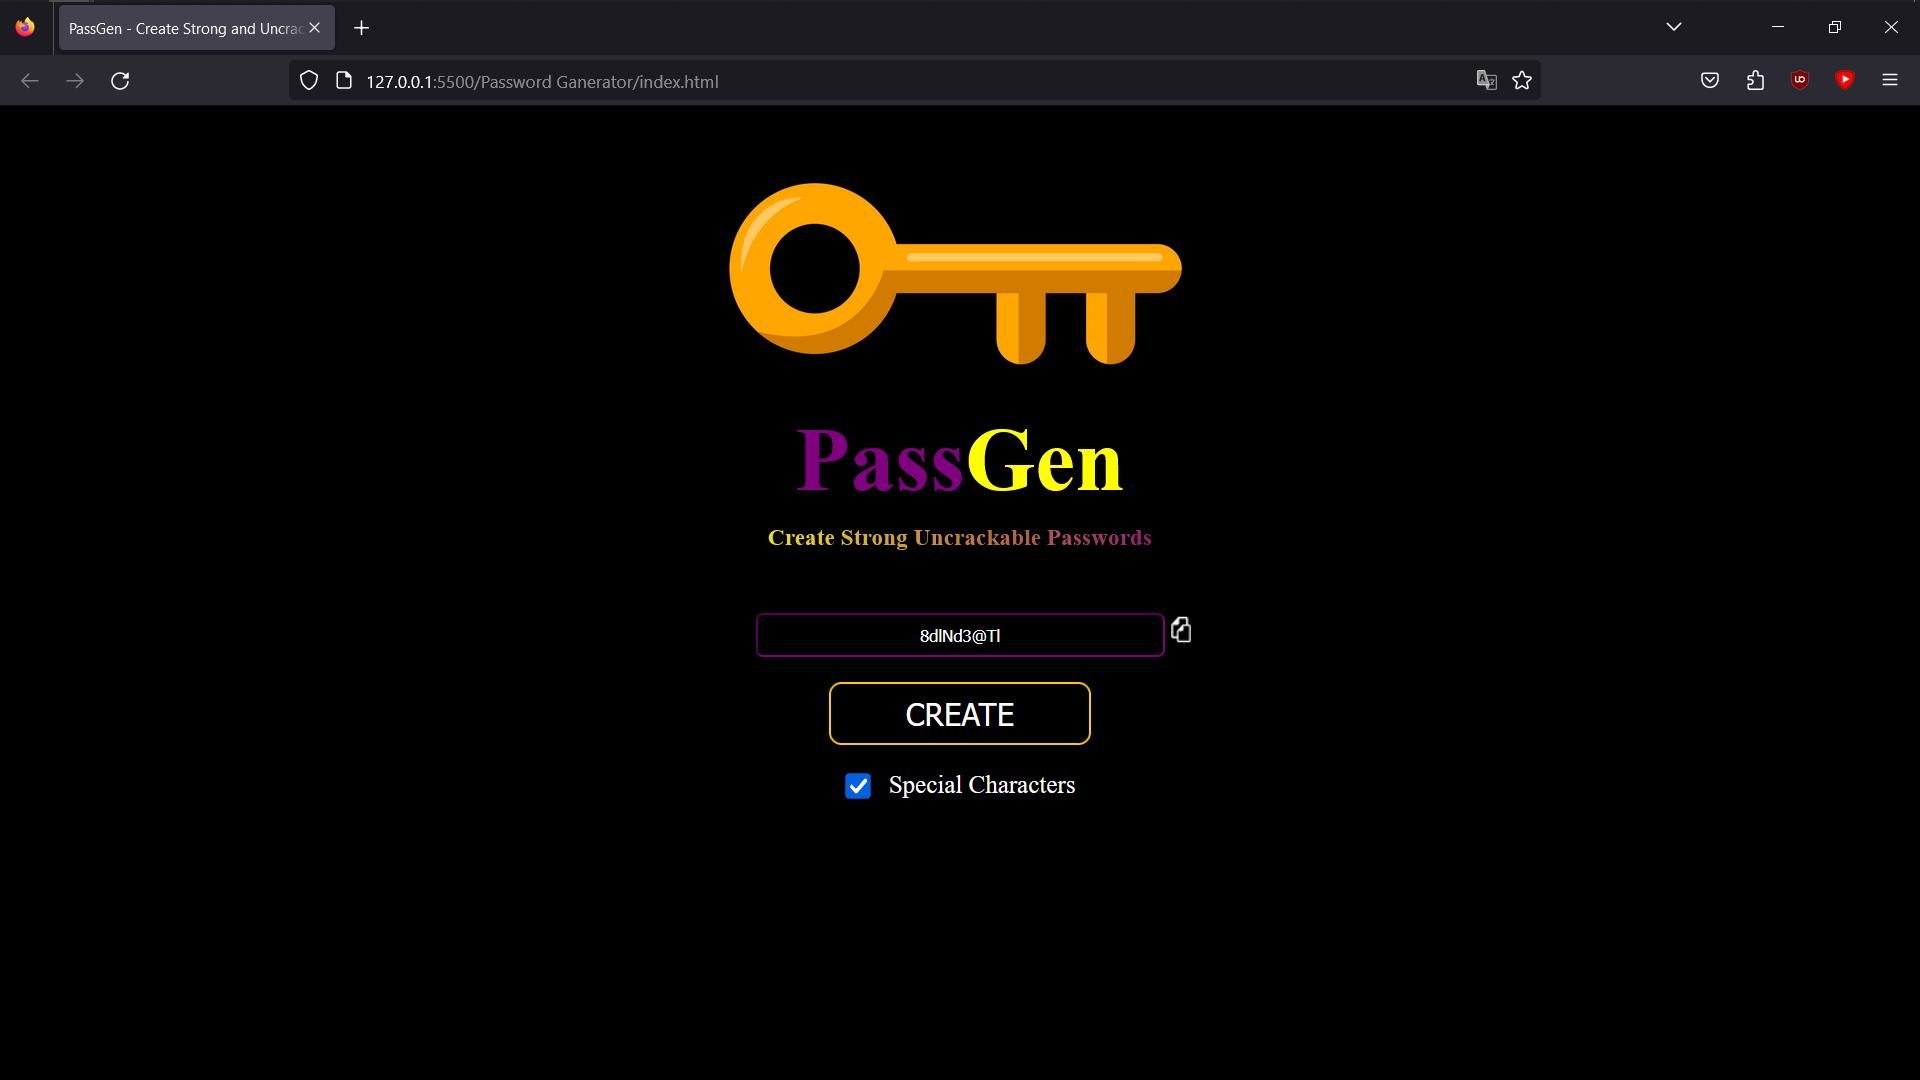 PassGen - Create Strong and Uncrac
127.0.0.1:5500/Password Ganerator/index.html
PassGen
Create Strong Uncrackable Passwords
8dlNd3@Tl
CREATE
Special Characters